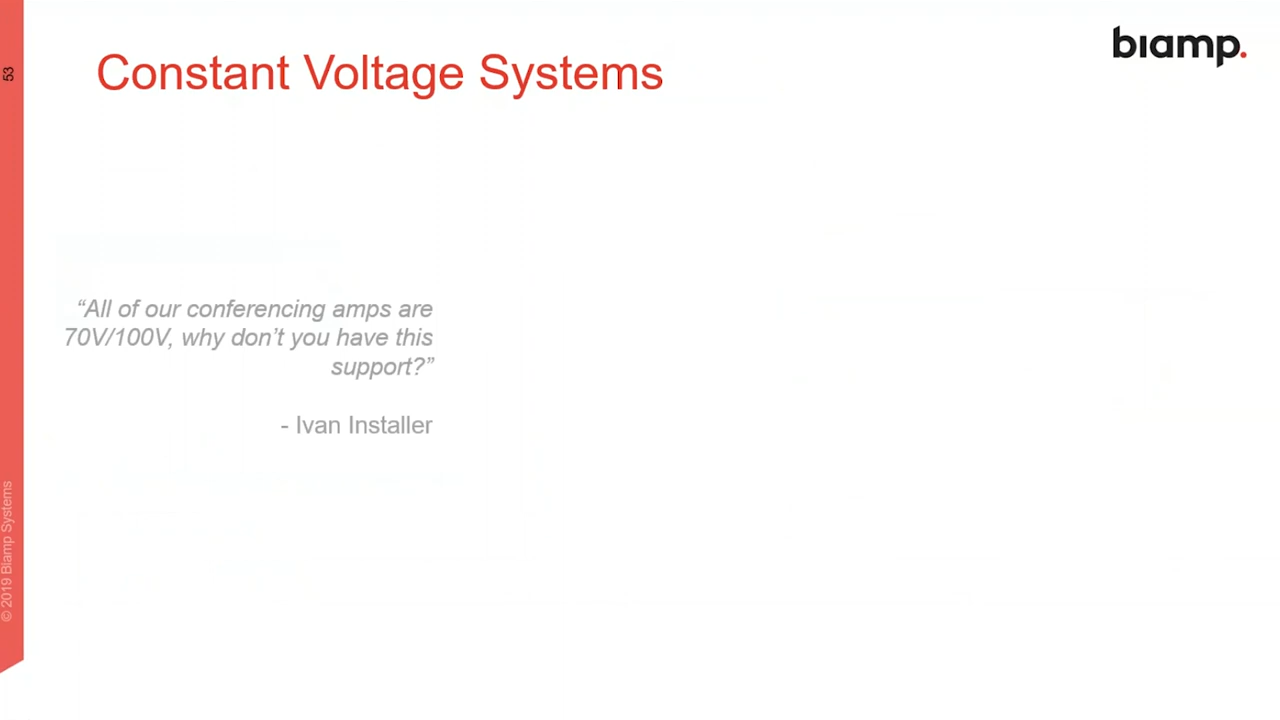 53
Constant Voltage Systems
biamp.
“All of our conferencing amps are
70V/100V, why don’t you have this
support?”
- Ivan Installer
© 2019 Biamp Systems